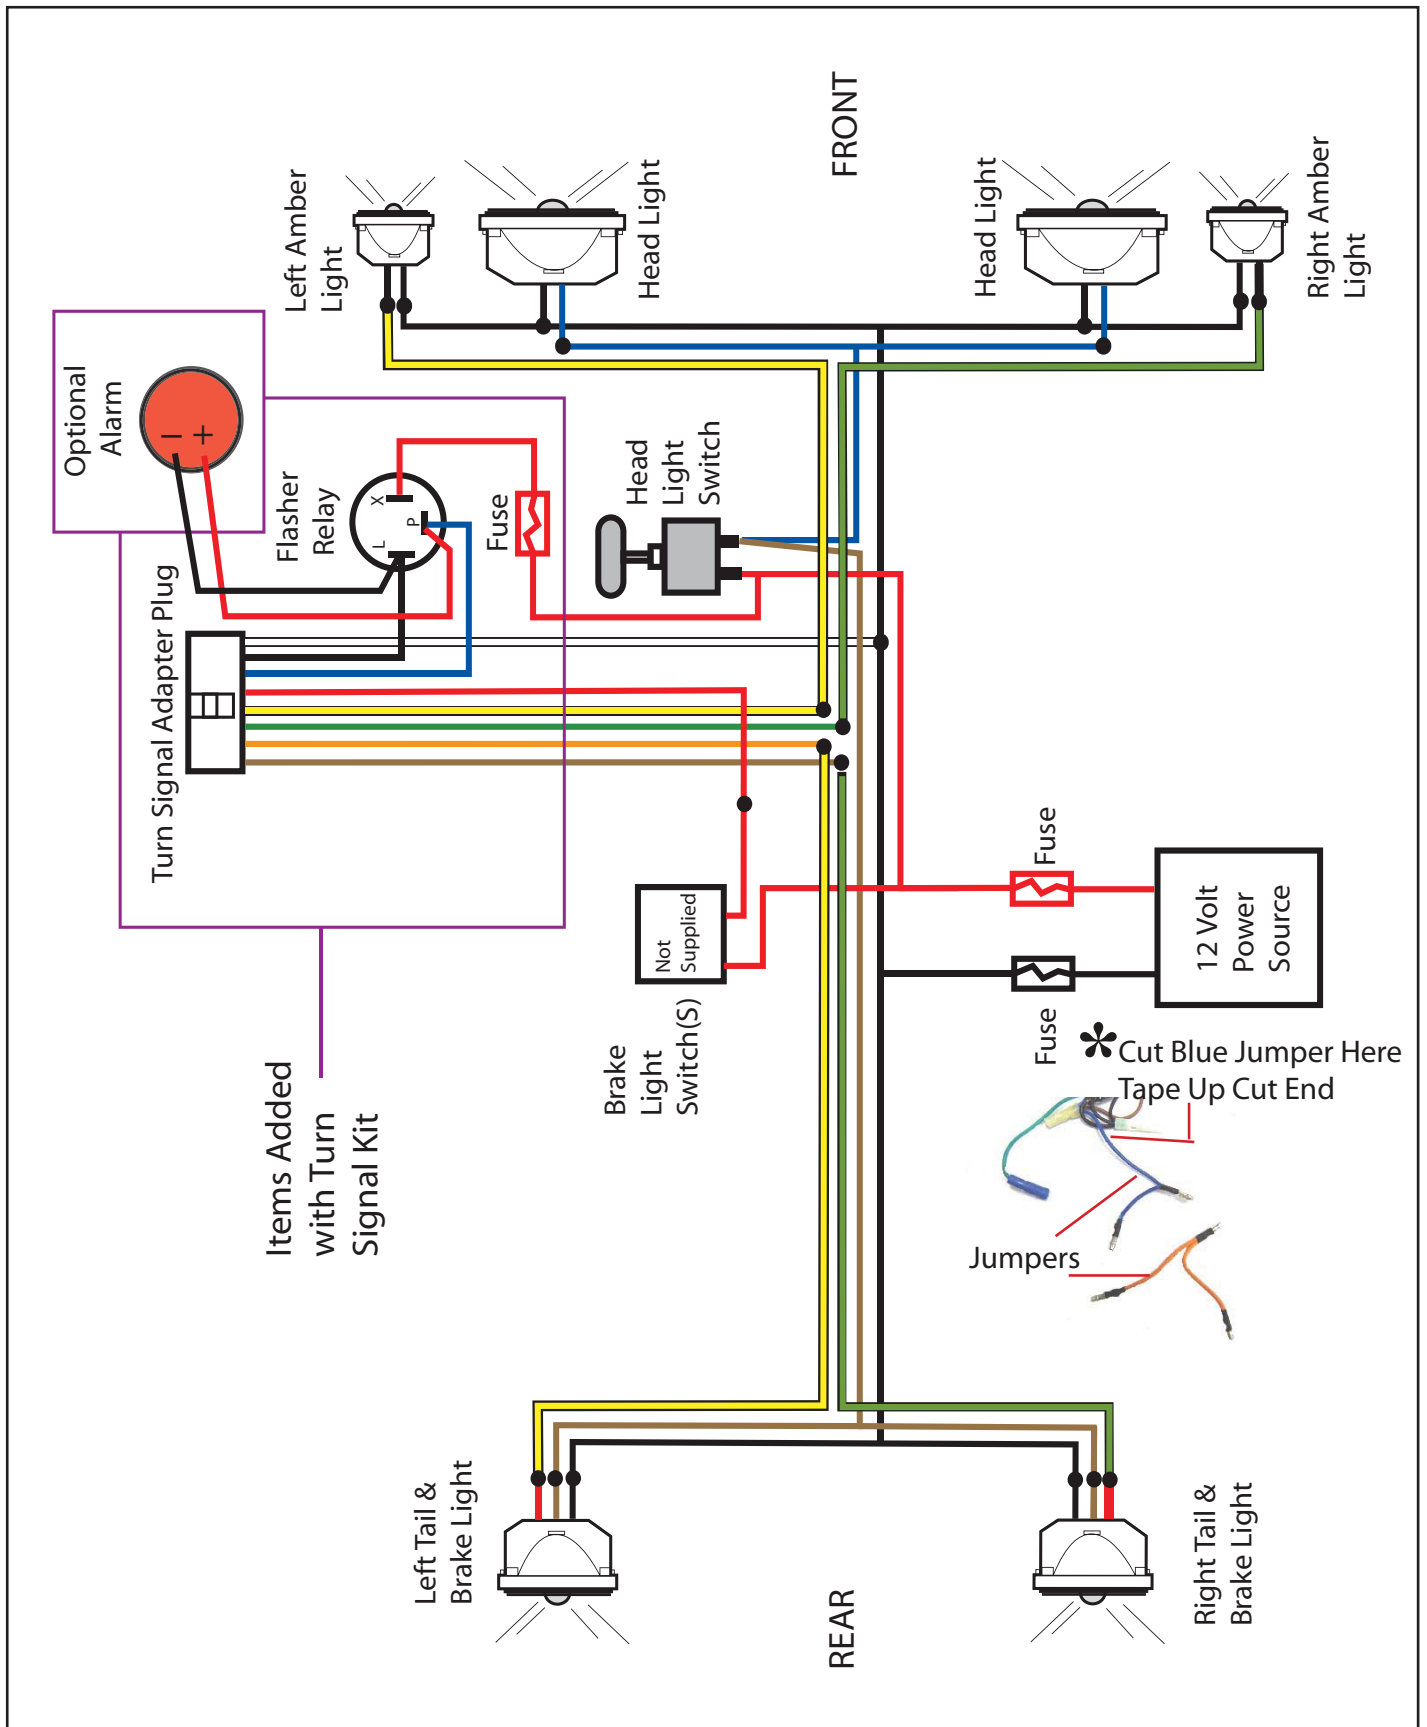 FRONT
Left Amber
Light
Head Light
Head Light
Right Amber
Light
Optional
Alarm
– +
Flasher
Relay
X
P
L
Fuse
Head
Light
Switch
Turn Signal Adapter Plug
Not
Supplied
Brake
Light
Switch(S)
Fuse
12 Volt
Power
Source
Fuse
Items Added
with Turn
Signal Kit
* Cut Blue Jumper Here
Tape Up Cut End
Jumpers
Left Tail &
Brake Light
Right Tail &
Brake Light
REAR